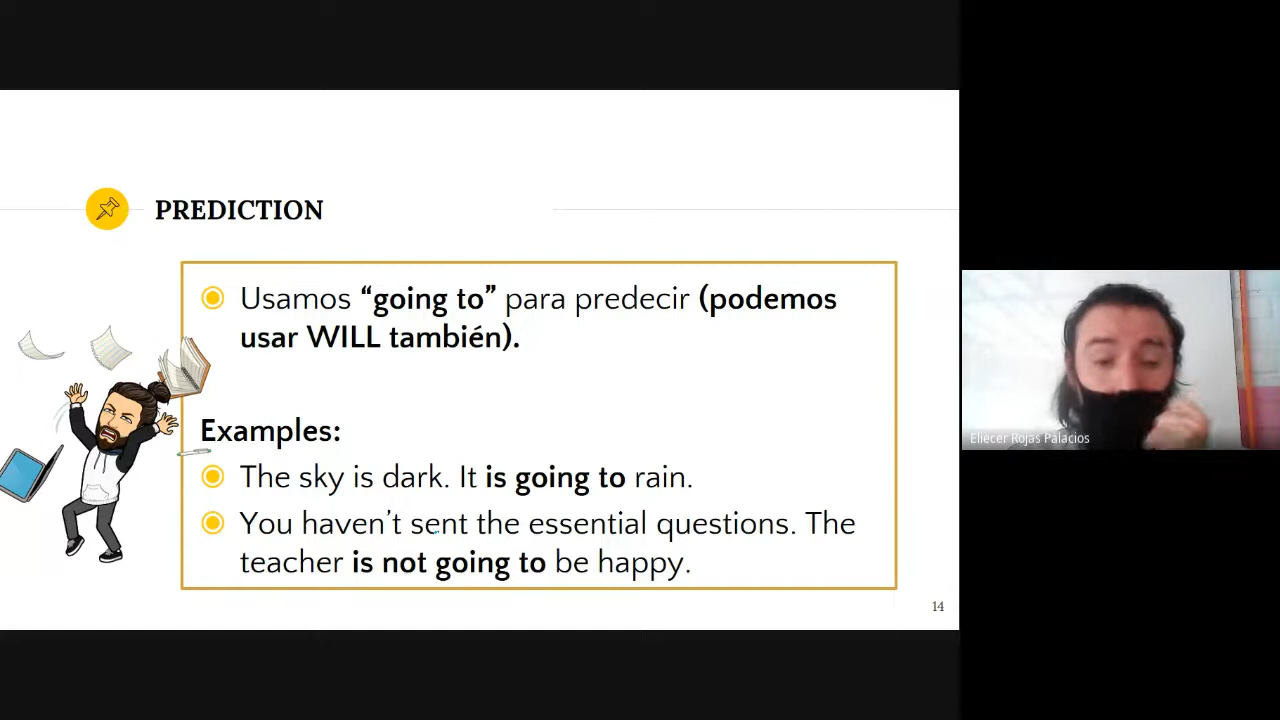 PREDICTION
Usamos “going to” para predecir (podemos
usar WILL también).
Examples:
The sky is dark. It is going to rain.
You haven’t sent the essential questions. The
teacher is not going to be happy.
14
Eliecer Rojas Palacios